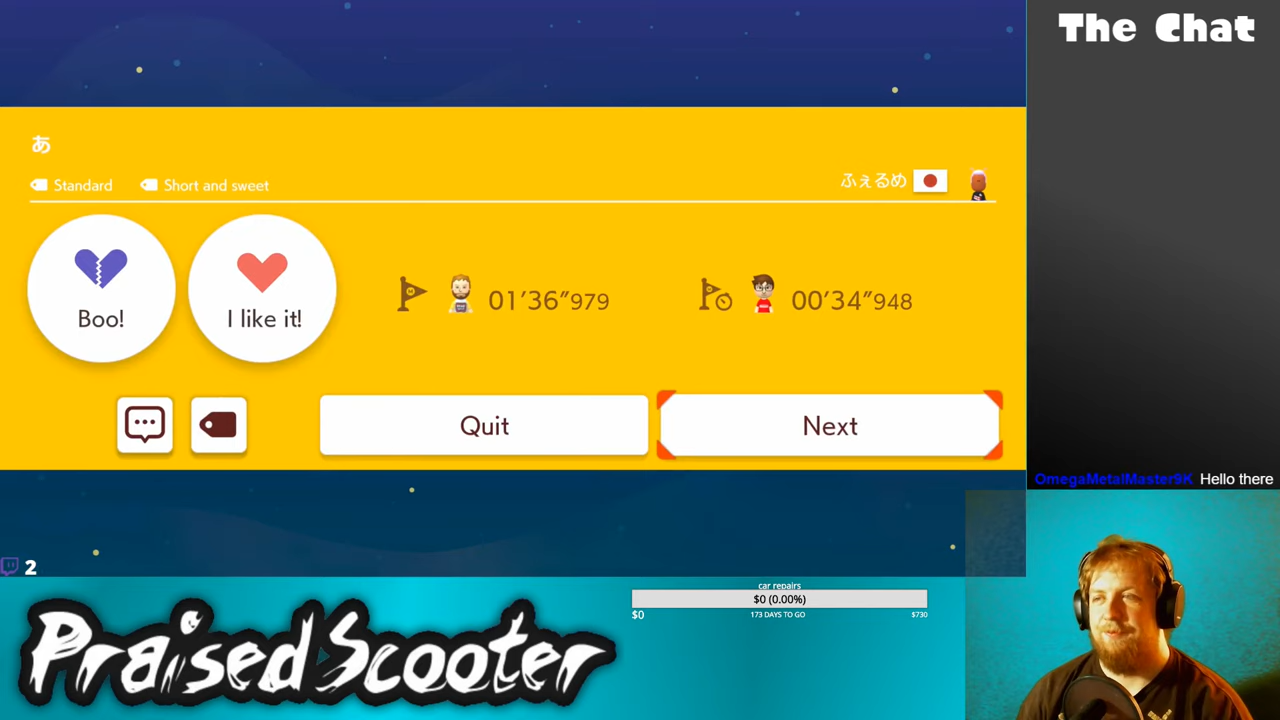 The Chat
あ
Standard
Short and sweet
ふぇるめ
Boo!
I like it!
M
01'36"979
00'34"948
Quit
Next
OmegaMetalMaster9K Hello there
2
car repairs
$0 (0.00%)
$0
173 DAYS TO GO
$730
PraisedScooter